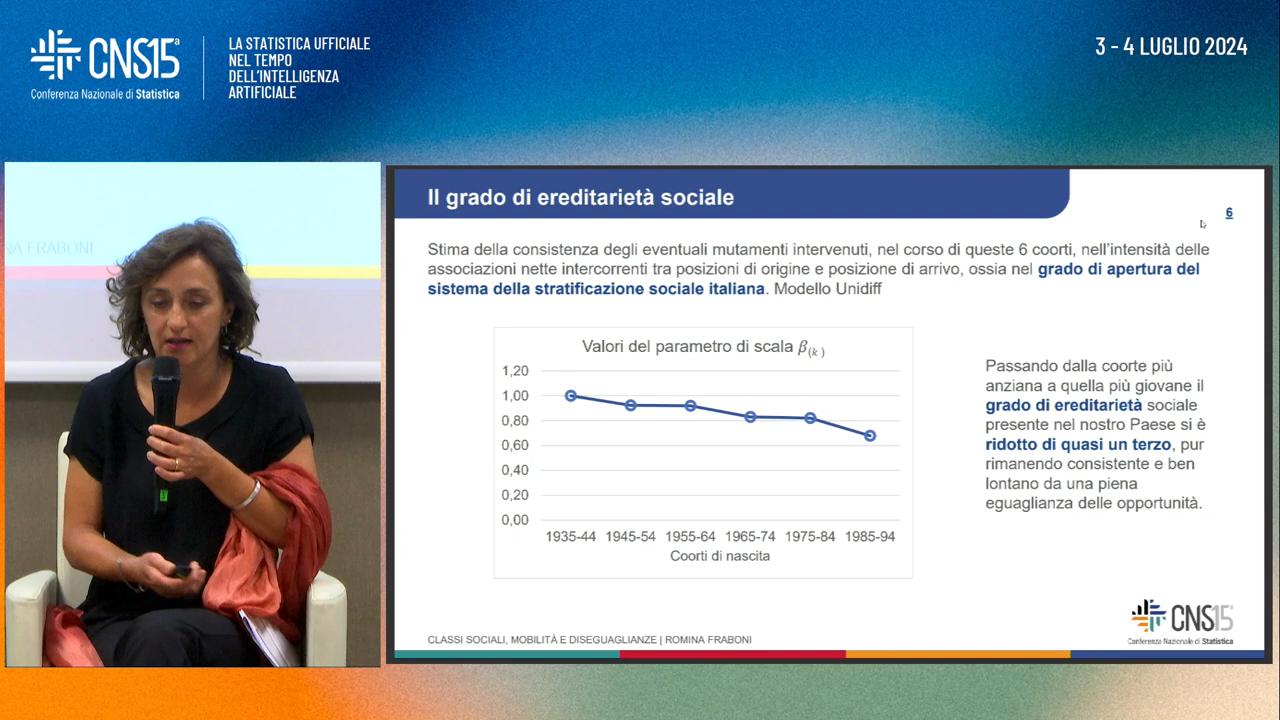 CNS15ª
Conferenza Nazionale di Statistica
LA STATISTICA UFFICIALE
NEL TEMPO
DELL'INTELLIGENZA
ARTIFICIALE
3 - 4 LUGLIO 2024
NA FRABONI
Il grado di ereditarietà sociale
6
Stima della consistenza degli eventuali mutamenti intervenuti, nel corso di queste 6 coorti, nell'intensità delle
associazioni nette intercorrenti tra posizioni di origine e posizione di arrivo, ossia nel grado di apertura del
sistema della stratificazione sociale italiana. Modello Unidiff
Valori del parametro di scala β(k)
1,20
1,00
0,80
0,60
0,40
0,20
0,00
1935-44 1945-54 1955-64 1965-74 1975-84 1985-94
Coorti di nascita
Passando dalla coorte più
anziana a quella più giovane il
grado di ereditarietà sociale
presente nel nostro Paese si è
ridotto di quasi un terzo, pur
rimanendo consistente e ben
lontano da una piena
eguaglianza delle opportunità.
CLASSI SOCIALI, MOBILITÀ E DISEGUAGLIANZE | ROMINA FRABONI
CNS15ª
Conferenza Nazionale di Statistica